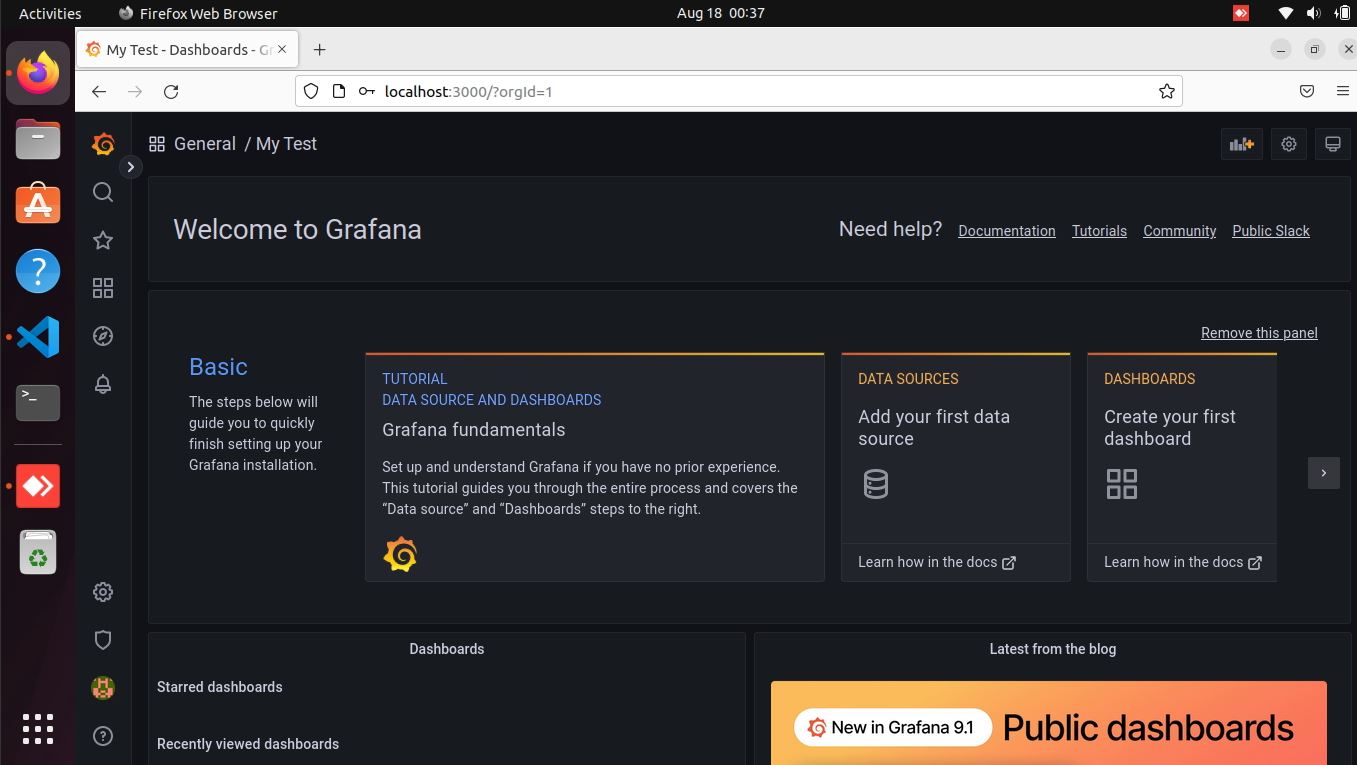 Activities
Firefox Web Browser
Aug 18 00:37
My Test - Dashboards - Gr
localhost:3000/?orgId=1
General / My Test
Welcome to Grafana
Need help?
Documentation
Tutorials
Community
Public Slack
Remove this panel
Basic
The steps below will
guide you to quickly
finish setting up your
Grafana installation.
TUTORIAL
DATA SOURCE AND DASHBOARDS
Grafana fundamentals
Set up and understand Grafana if you have no prior experience.
This tutorial guides you through the entire process and covers the
“Data source” and “Dashboards” steps to the right.
DATA SOURCES
Add your first data
source
Learn how in the docs
DASHBOARDS
Create your first
dashboard
Learn how in the docs
Dashboards
Starred dashboards
Recently viewed dashboards
Latest from the blog
New in Grafana 9.1
Public dashboards